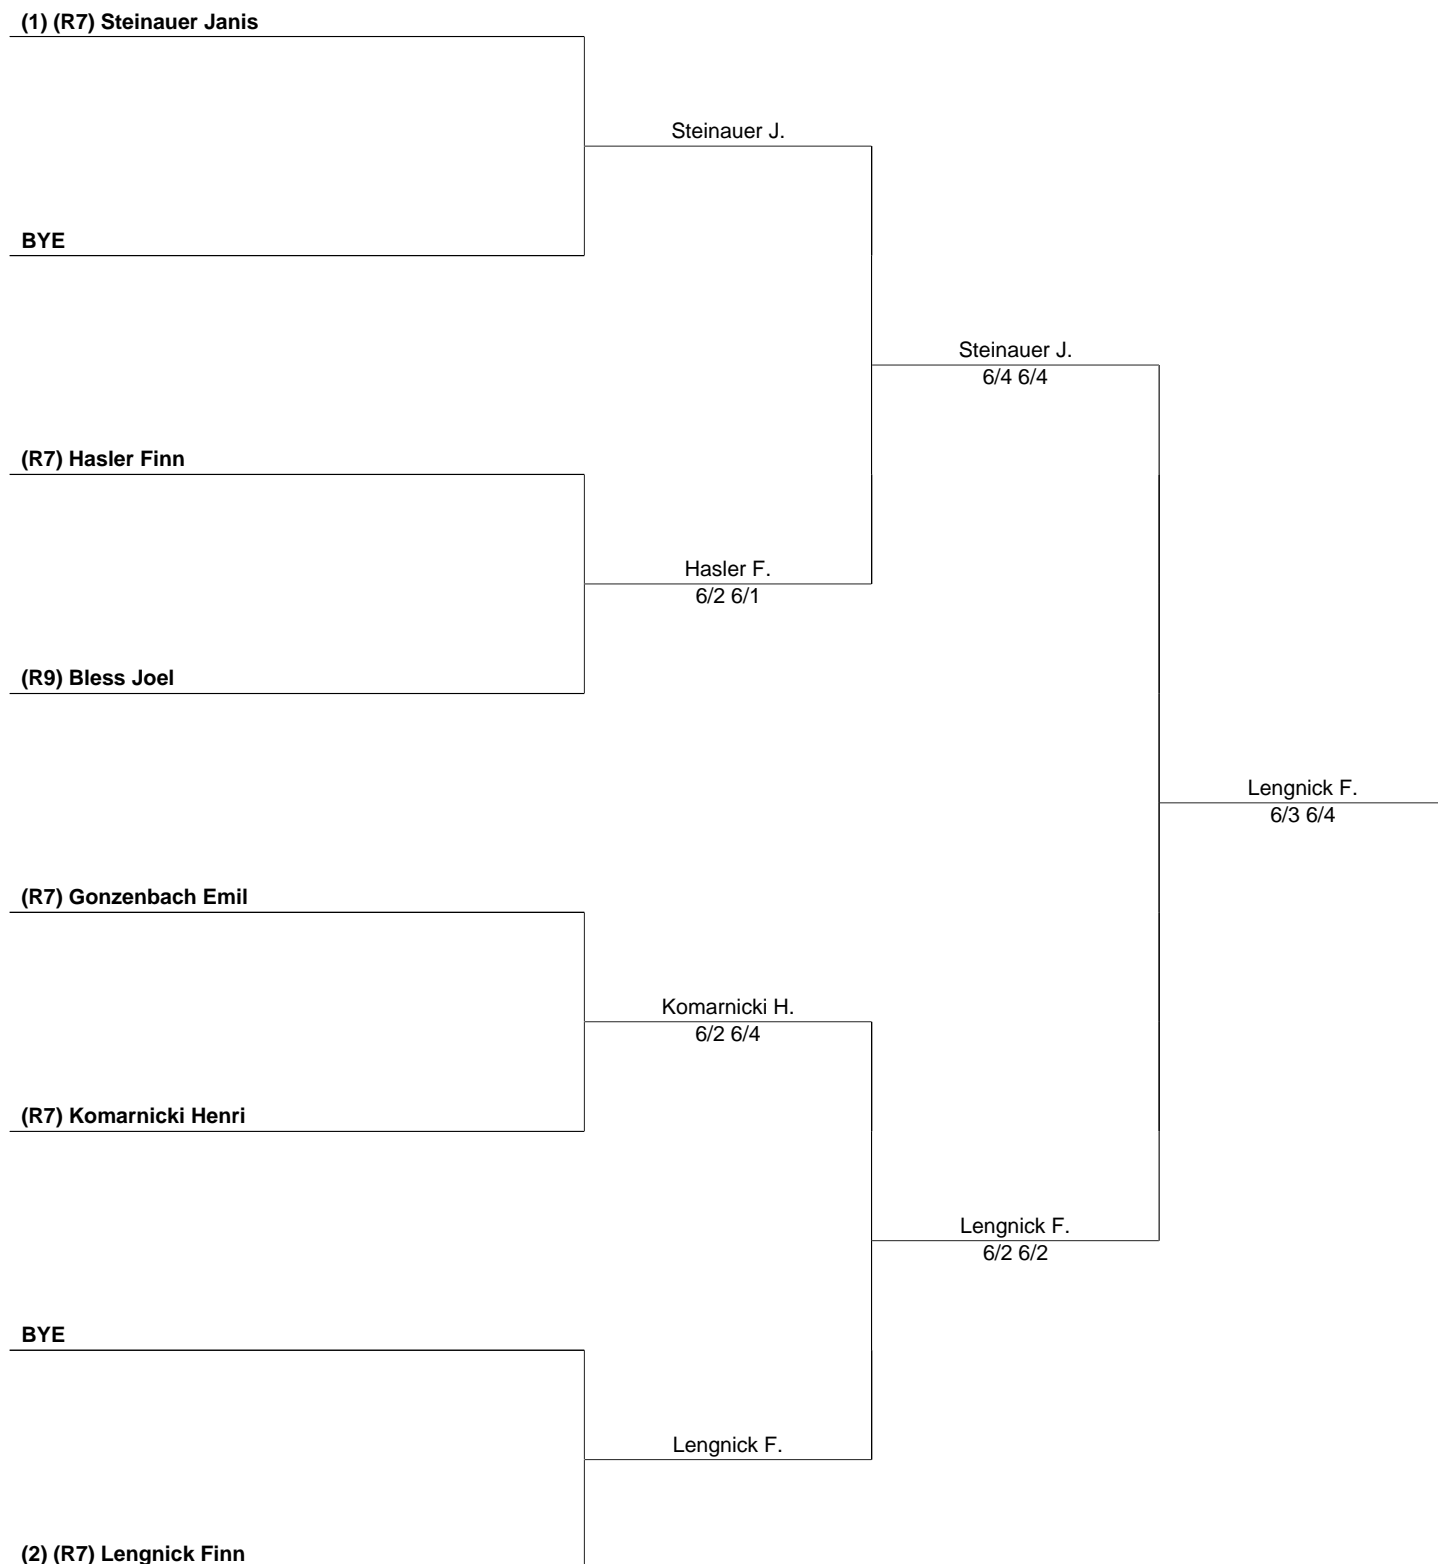 (1) (R7) Steinauer Janis
Steinauer J.
BYE
Steinauer J.
6/4 6/4
(R7) Hasler Finn
Hasler F.
6/2 6/1
(R9) Bless Joel
Lengnick F.
6/3 6/4
(R7) Gonzenbach Emil
Komarnicki H.
6/2 6/4
(R7) Komarnicki Henri
Lengnick F.
6/2 6/2
BYE
Lengnick F.
(2) (R7) Lengnick Finn